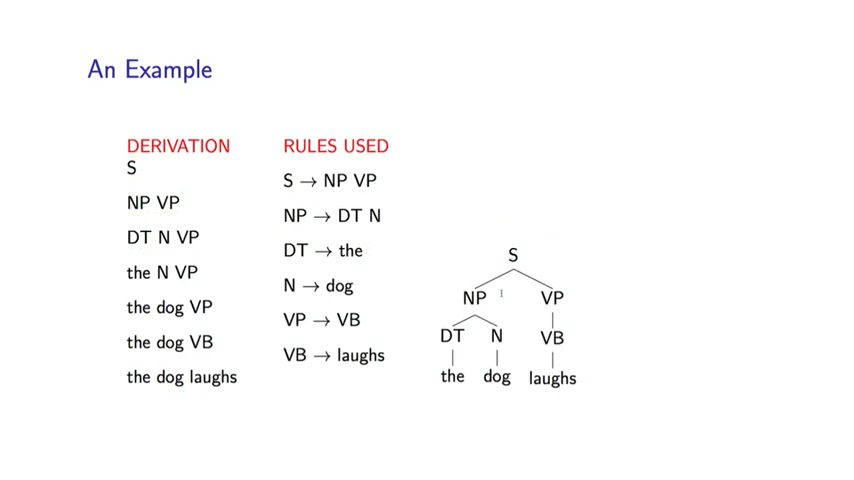 An Example
DERIVATION
S
NP VP
DT N VP
the N VP
the dog VP
the dog VB
the dog laughs
RULES USED
S → NP VP
NP → DT N
DT → the
N → dog
VP → VB
VB → laughs
S
NP VP
DT N VB
the dog laughs